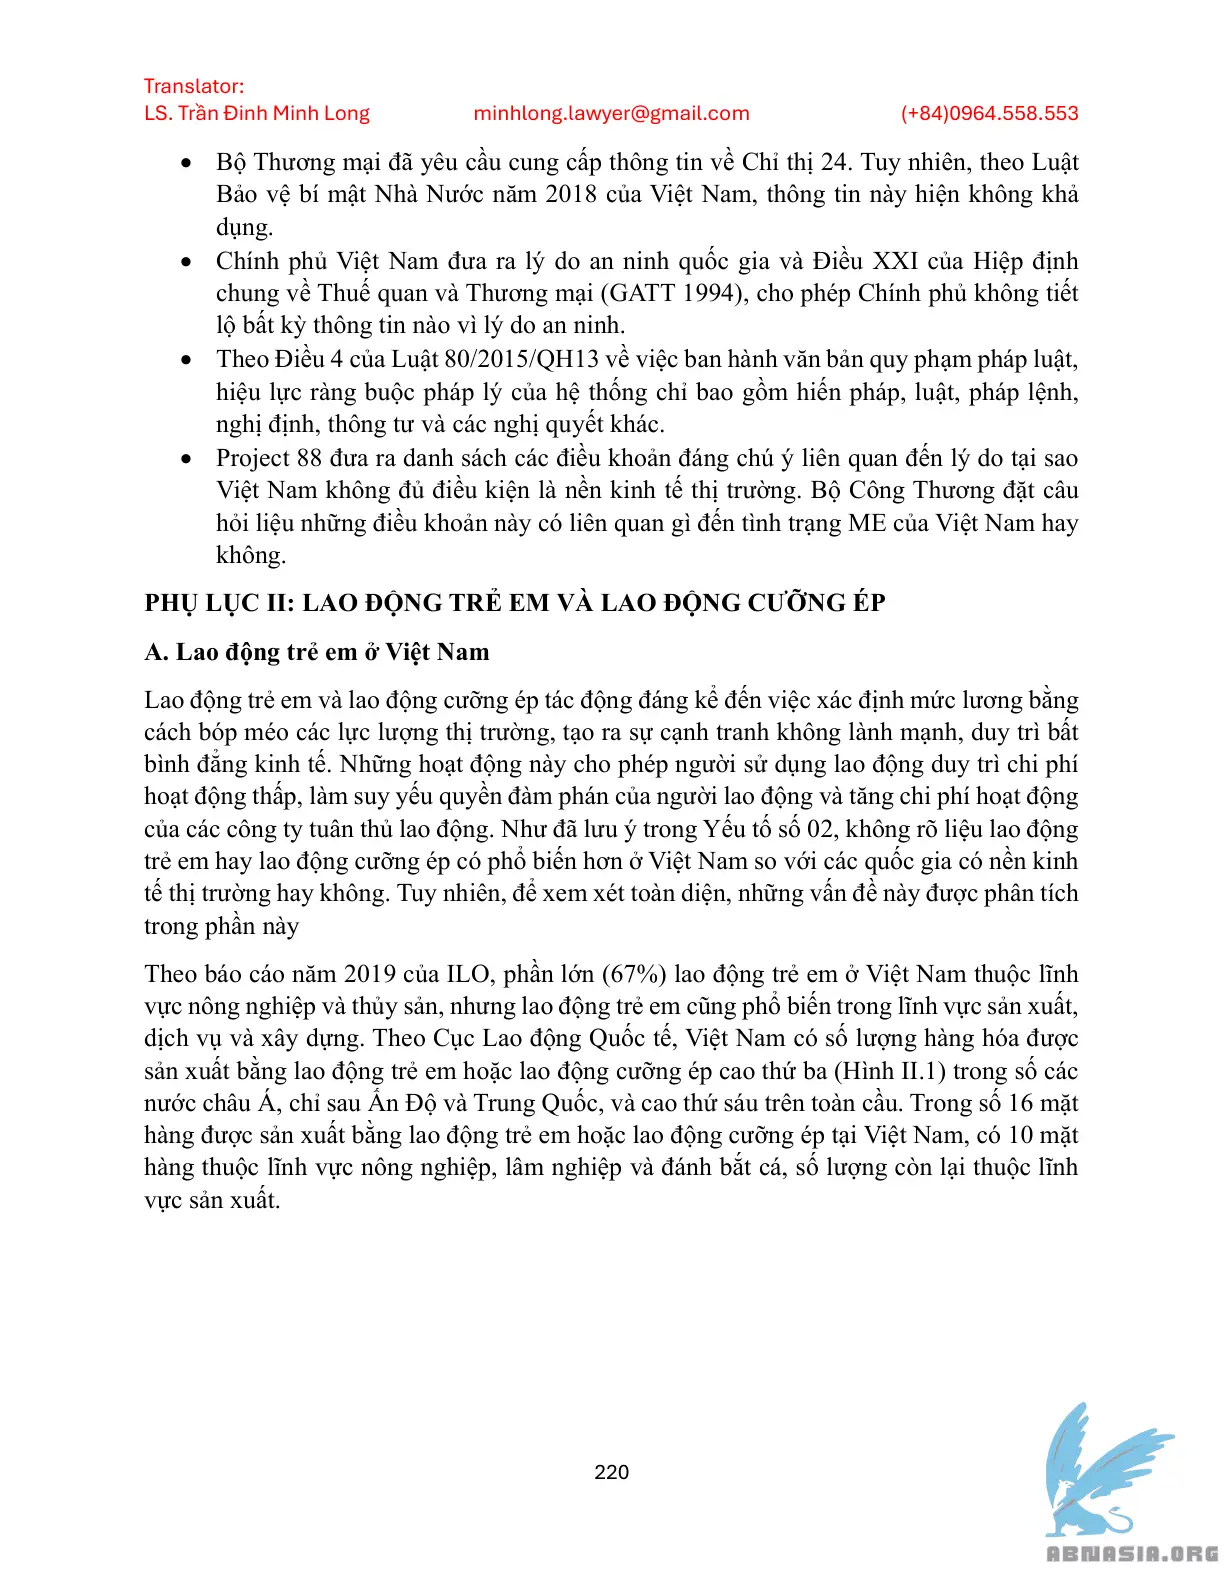 Translator:
LS. Trần Đinh Minh Long minhlong.lawyer@gmail.com (+84)0964.558.553
• Bộ Thương mại đã yêu cầu cung cấp thông tin về Chỉ thị 24. Tuy nhiên, theo Luật
Bảo vệ bí mật Nhà Nước năm 2018 của Việt Nam, thông tin này hiện không khả
dụng.
• Chính phủ Việt Nam đưa ra lý do an ninh quốc gia và Điều XXI của Hiệp định
chung về Thuế quan và Thương mại (GATT 1994), cho phép Chính phủ không tiết
lộ bất kỳ thông tin nào vì lý do an ninh.
• Theo Điều 4 của Luật 80/2015/QH13 về việc ban hành văn bản quy phạm pháp luật,
hiệu lực ràng buộc pháp lý của hệ thống chỉ bao gồm hiến pháp, luật, pháp lệnh,
nghị định, thông tư và các nghị quyết khác.
• Project 88 đưa ra danh sách các điều khoản đáng chú ý liên quan đến lý do tại sao
Việt Nam không đủ điều kiện là nền kinh tế thị trường. Bộ Công Thương đặt câu
hỏi liệu những điều khoản này có liên quan gì đến tình trạng ME của Việt Nam hay
không.
PHỤ LỤC II: LAO ĐỘNG TRẺ EM VÀ LAO ĐỘNG CƯỠNG ÉP
A. Lao động trẻ em ở Việt Nam
Lao động trẻ em và lao động cưỡng ép tác động đáng kể đến việc xác định mức lương bằng
cách bóp méo các lực lượng thị trường, tạo ra sự cạnh tranh không lành mạnh, duy trì bất
bình đẳng kinh tế. Những hoạt động này cho phép người sử dụng lao động duy trì chi phí
hoạt động thấp, làm suy yếu quyền đàm phán của người lao động và tăng chi phí hoạt động
của các công ty tuân thủ lao động. Như đã lưu ý trong Yếu tố số 02, không rõ liệu lao động
trẻ em hay lao động cưỡng ép có phổ biến hơn ở Việt Nam so với các quốc gia có nền kinh
tế thị trường hay không. Tuy nhiên, để xem xét toàn diện, những vấn đề này được phân tích
trong phần này
Theo báo cáo năm 2019 của ILO, phần lớn (67%) lao động trẻ em ở Việt Nam thuộc lĩnh
vực nông nghiệp và thủy sản, nhưng lao động trẻ em cũng phổ biến trong lĩnh vực sản xuất,
dịch vụ và xây dựng. Theo Cục Lao động Quốc tế, Việt Nam có số lượng hàng hóa được
sản xuất bằng lao động trẻ em hoặc lao động cưỡng ép cao thứ ba (Hình II.1) trong số các
nước châu Á, chỉ sau Ấn Độ và Trung Quốc, và cao thứ sáu trên toàn cầu. Trong số 16 mặt
hàng được sản xuất bằng lao động trẻ em hoặc lao động cưỡng ép tại Việt Nam, có 10 mặt
hàng thuộc lĩnh vực nông nghiệp, lâm nghiệp và đánh bắt cá, số lượng còn lại thuộc lĩnh
vực sản xuất.
220
ABNASIA.ORG